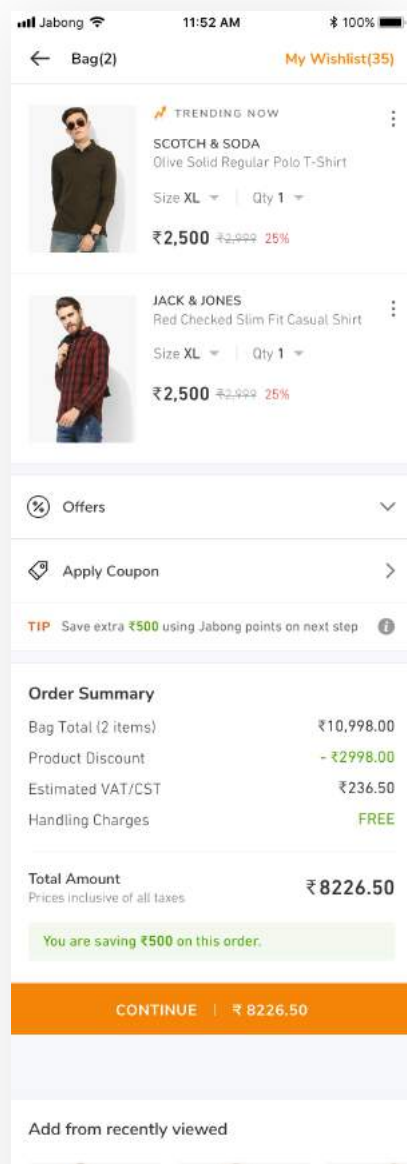 Jabong 11:52 AM 100%
Bag(2) My Wishlist(35)
TRENDING NOW
SCOTCH & SODA
Olive Solid Regular Polo T-Shirt
Size XL Qty 1
₹2,500 ₹2,999 25%
JACK & JONES
Red Checked Slim Fit Casual Shirt
Size XL Qty 1
₹2,500 ₹2,999 25%
Offers
Apply Coupon
TIP Save extra ₹500 using Jabong points on next step
Order Summary
Bag Total (2 items) ₹10,998.00
Product Discount - ₹2998.00
Estimated VAT/CST ₹236.50
Handling Charges FREE
Total Amount ₹8226.50
Prices inclusive of all taxes
You are saving ₹500 on this order.
CONTINUE | ₹ 8226.50
Add from recently viewed